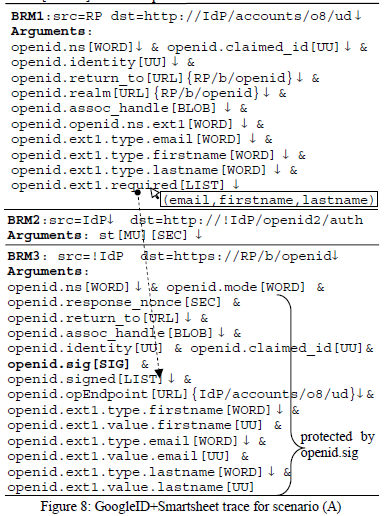 BRM1:src=RP dst=http://IdP/accounts/o8/ud↓
Arguments:
openid.ns[WORD]↓ & openid.claimed_id[UU]↓ &
openid.identity[UU]↓ &
openid.return_to[URL]{RP/b/openid}↓ &
openid.realm[URL]{RP/b/openid}↓ &
openid.assoc_handle[BLOB] ↓ &
openid.openid.ns.ext1[WORD]↓ &
openid.ext1.type.email[WORD]↓ &
openid.ext1.type.firstname[WORD]↓ &
openid.ext1.type.lastname[WORD]↓ &
openid.ext1.required[LIST] ↓
(email,firstname,lastname)
BRM2:src=IdP↓ dst=http://!IdP/openid2/auth
Arguments: st[MU][SEC] ↓
BRM3: src=!IdP dst=https://RP/b/openid↓
Arguments:
openid.ns[WORD]↓ & openid.mode[WORD] &
openid.response_nonce[SEC] &
openid.return_to[URL]↓ &
openid.assoc_handle[BLOB]↓ &
openid.identity[UU] & openid.claimed_id[UU]&
openid.sig[SIG] &
openid.signed[LIST]↓ &
openid.opEndpoint[URL]{IdP/accounts/o8/ud}↓&
openid.ext1.type.firstname[WORD]↓ &
openid.ext1.value.firstname[UU] &
openid.ext1.type.email[WORD]↓ &
openid.ext1.value.email[UU] &
openid.ext1.type.lastname[WORD]↓ &
openid.ext1.value.lastname[UU]
protected by
openid.sig
Figure 8: GoogleID+Smartsheet trace for scenario (A)